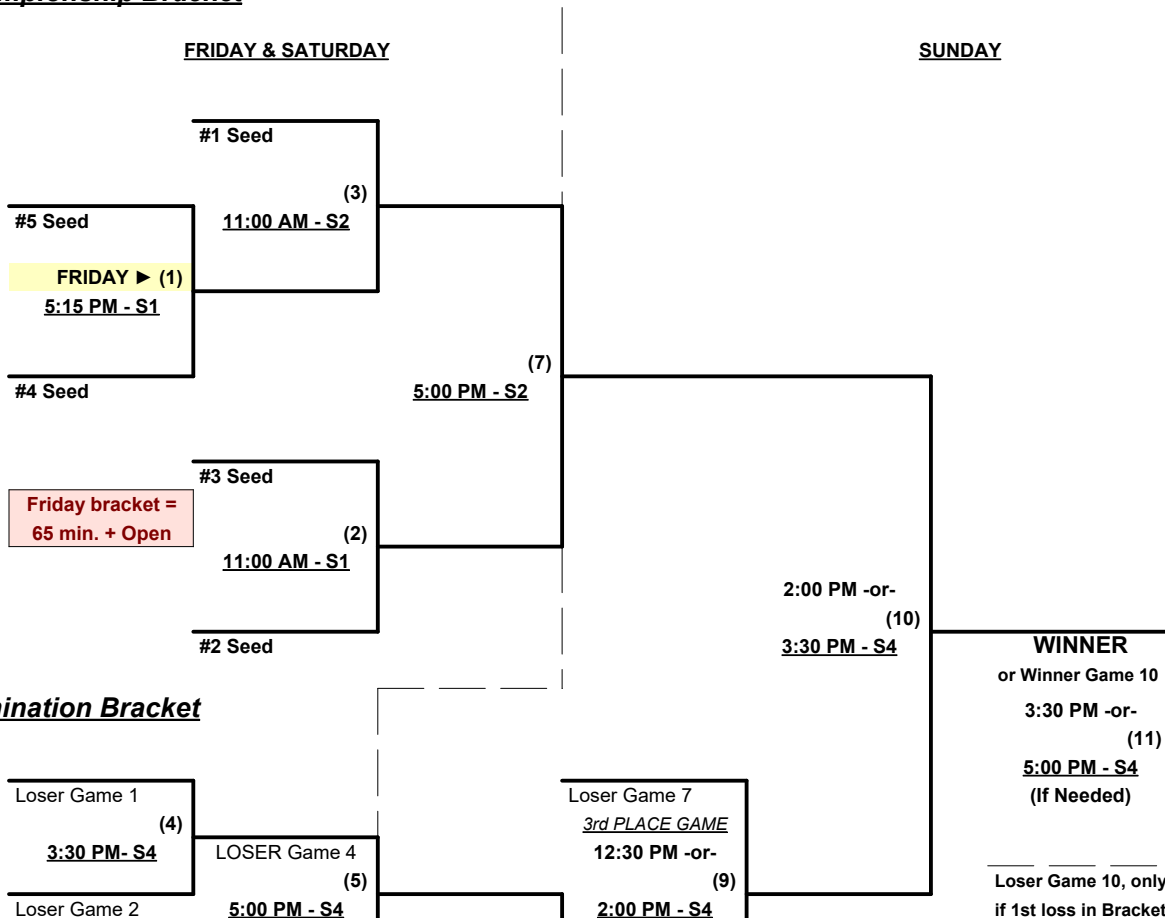 FRIDAY & SATURDAY
SUNDAY
#1 Seed
(3)
11:00 AM - S2
#5 Seed
FRIDAY ► (1)
5:15 PM - S1
#4 Seed
(7)
5:00 PM - S2
#3 Seed
Friday bracket =
65 min. + Open
(2)
11:00 AM - S1
#2 Seed
2:00 PM -or-
(10)
3:30 PM - S4
WINNER
or Winner Game 10
3:30 PM -or-
(11)
5:00 PM - S4
(If Needed)
Bracket
Loser Game 1
(4)
3:30 PM- S4
Loser Game 2
LOSER Game 4
(5)
5:00 PM - S4
Loser Game 7
3rd PLACE GAME
12:30 PM -or-
(9)
2:00 PM - S4
Loser Game 10, only
if 1st loss in Bracket